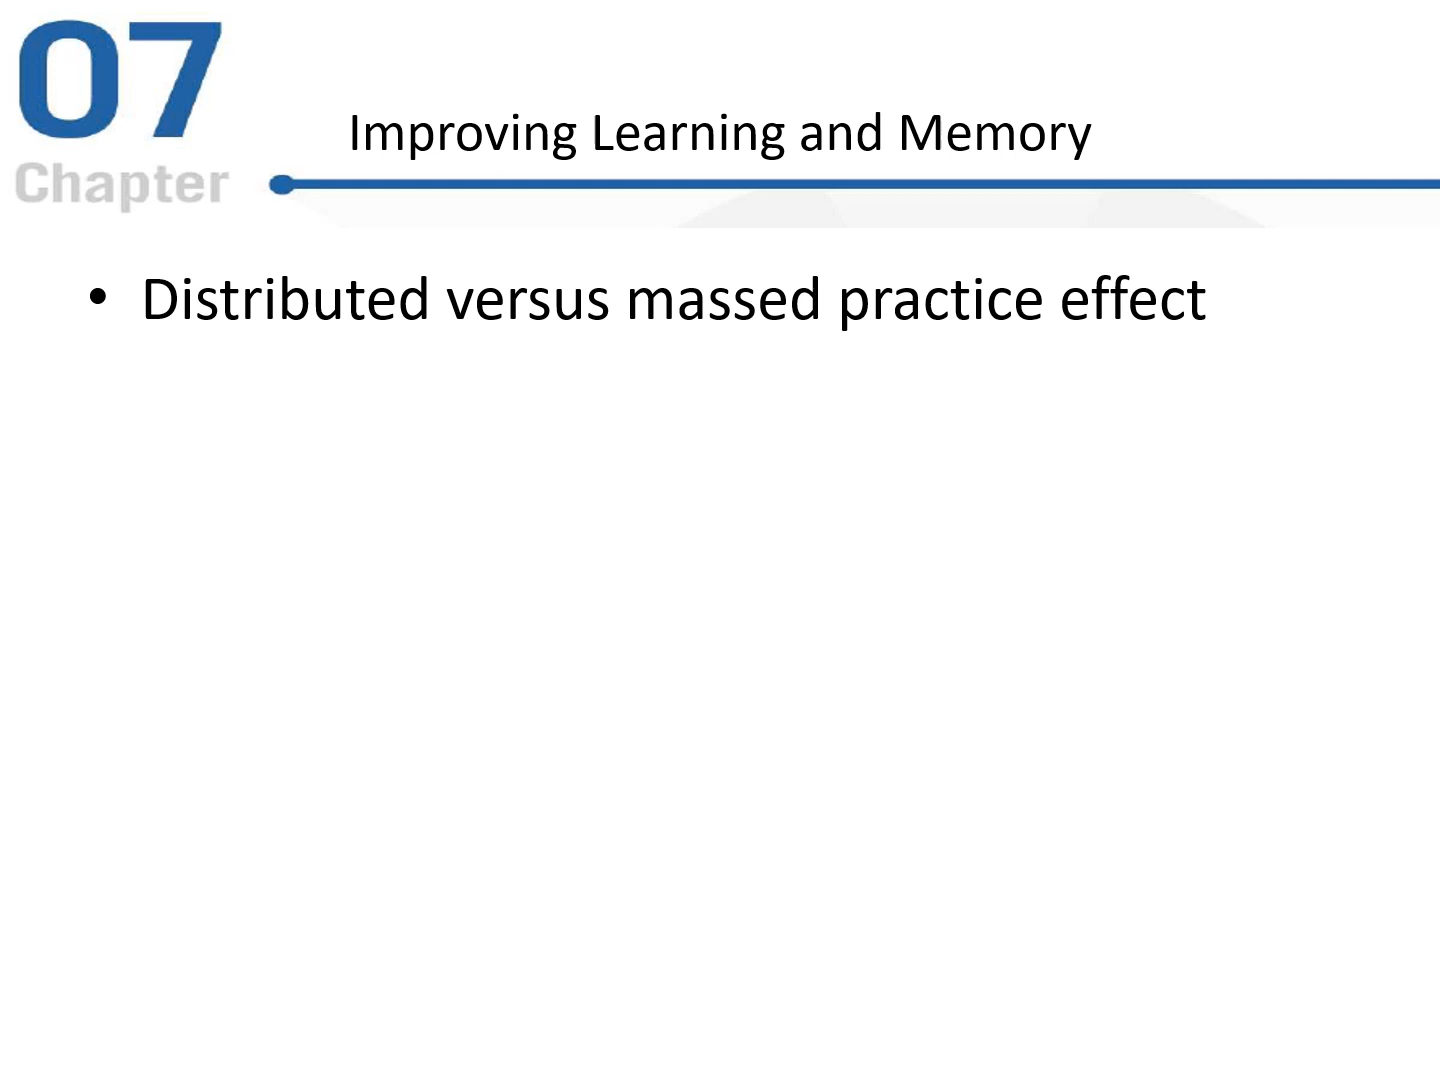 07
Chapter
Improving Learning and Memory
• Distributed versus massed practice effect